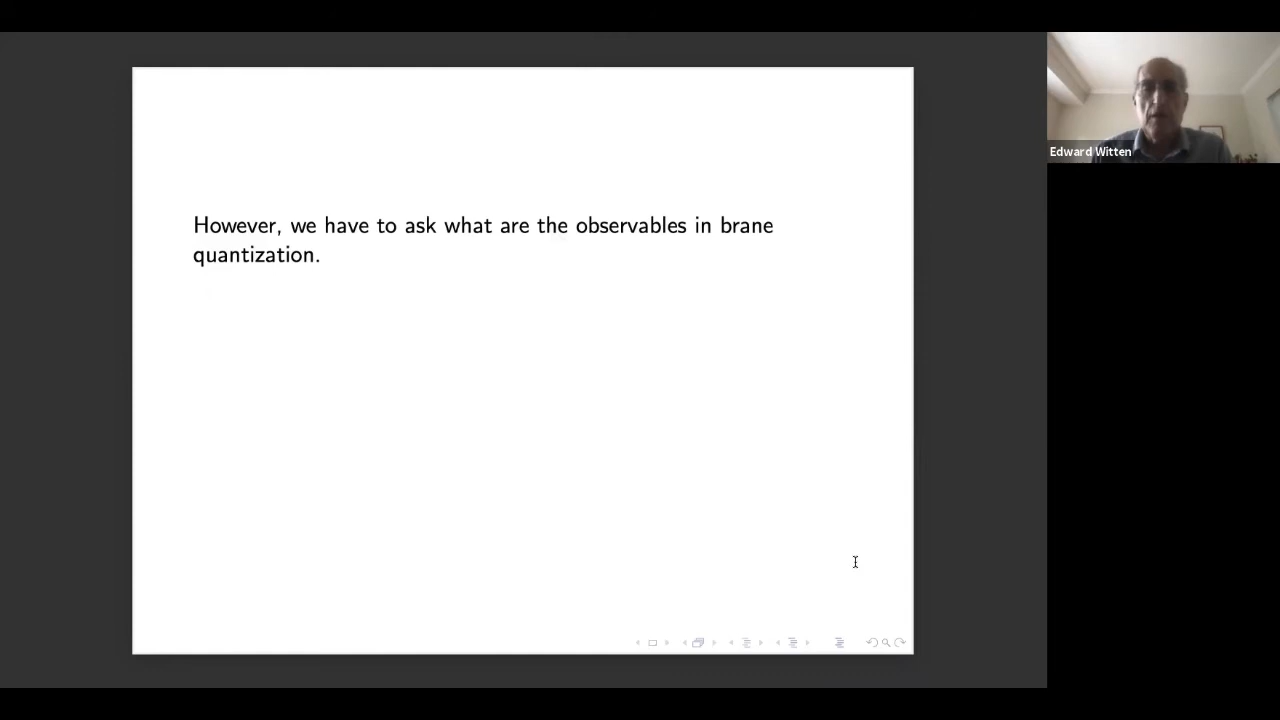 However, we have to ask what are the observables in brane
quantization.
Edward Witten